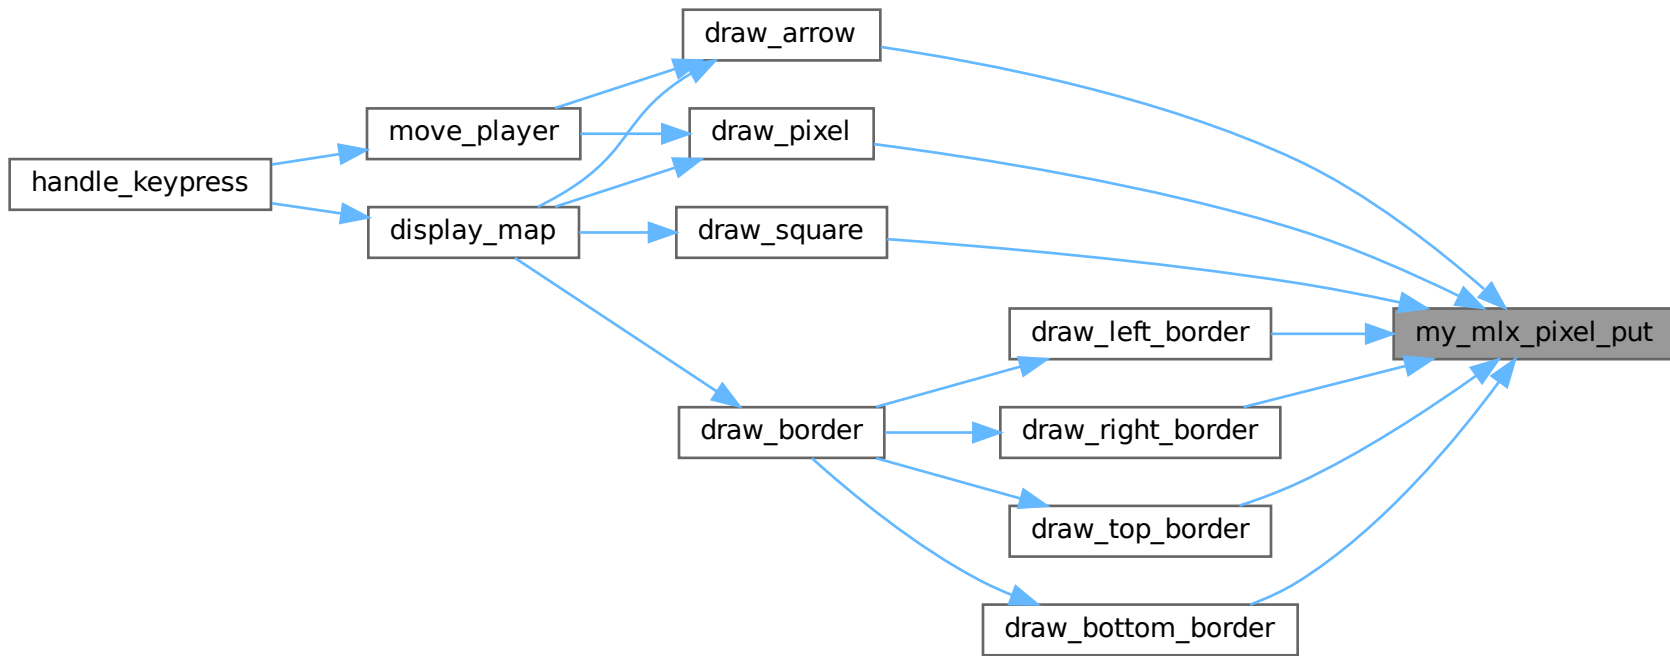 draw_arrow
move_player
draw_pixel
handle_keypress
display_map
draw_square
draw_left_border
my_mlx_pixel_put
draw_border
draw_right_border
draw_top_border
draw_bottom_border